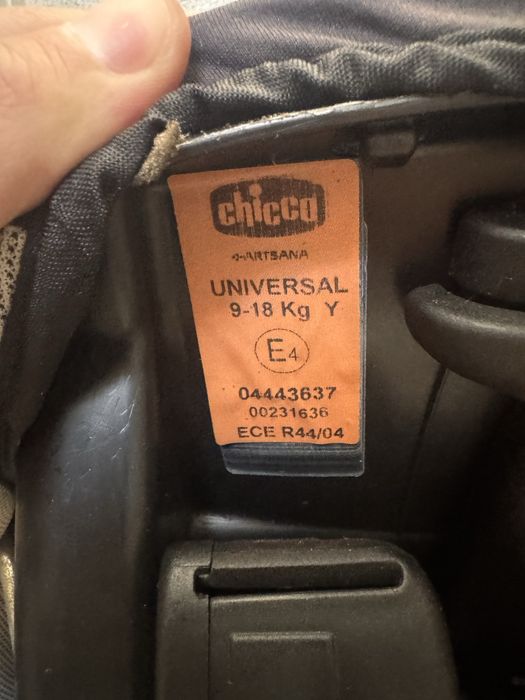 chicco
ARTSANA
UNIVERSAL
9-18 Kg Y
E4
04443637
00231636
ECE R44/04